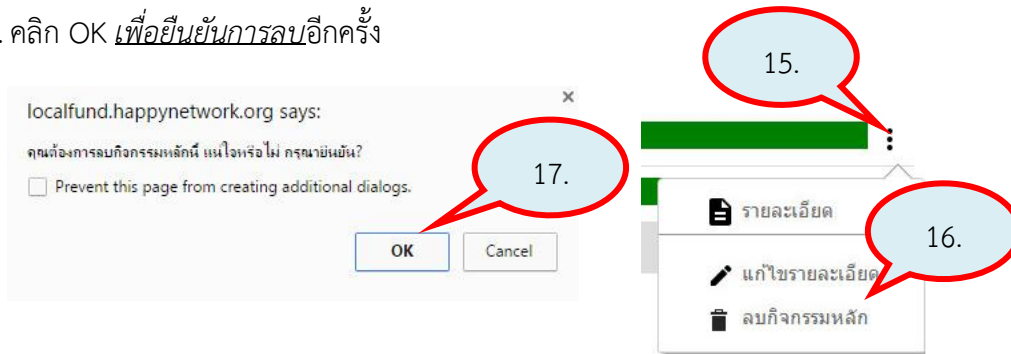 . คลิก OK เพื่อยืนยันการลบอีกครั้ง
15.
localfund.happynetwork.org says:
คุณต้องการลบกิจกรรมหลักนี้ แน่ใจหรือไม่ กรุณายืนยัน?
Prevent this page from creating additional dialogs.
17.
OK Cancel
รายละเอียด
16.
แก้ไขรายละเอียด
ลบกิจกรรมหลัก